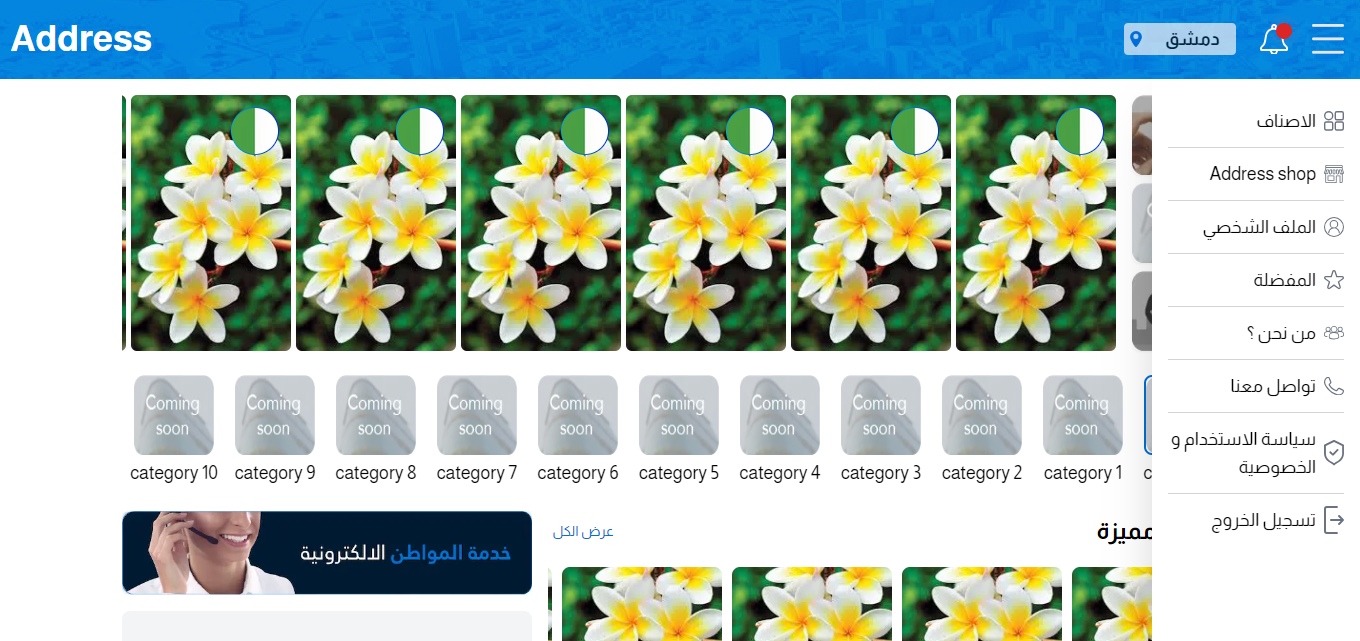 Address
دمشق
الاصناف
Address shop
الملف الشخصي
المفضلة
من نحن ؟
تواصل معنا
سياسة الاستخدام و
الخصوصية
تسجيل الخروج
Coming soon
Coming soon
Coming soon
Coming soon
Coming soon
Coming soon
Coming soon
Coming soon
Coming soon
Coming soon
category 10
category 9
category 8
category 7
category 6
category 5
category 4
category 3
category 2
category 1
خدمة المواطن الالكترونية
مميزة
عرض الكل